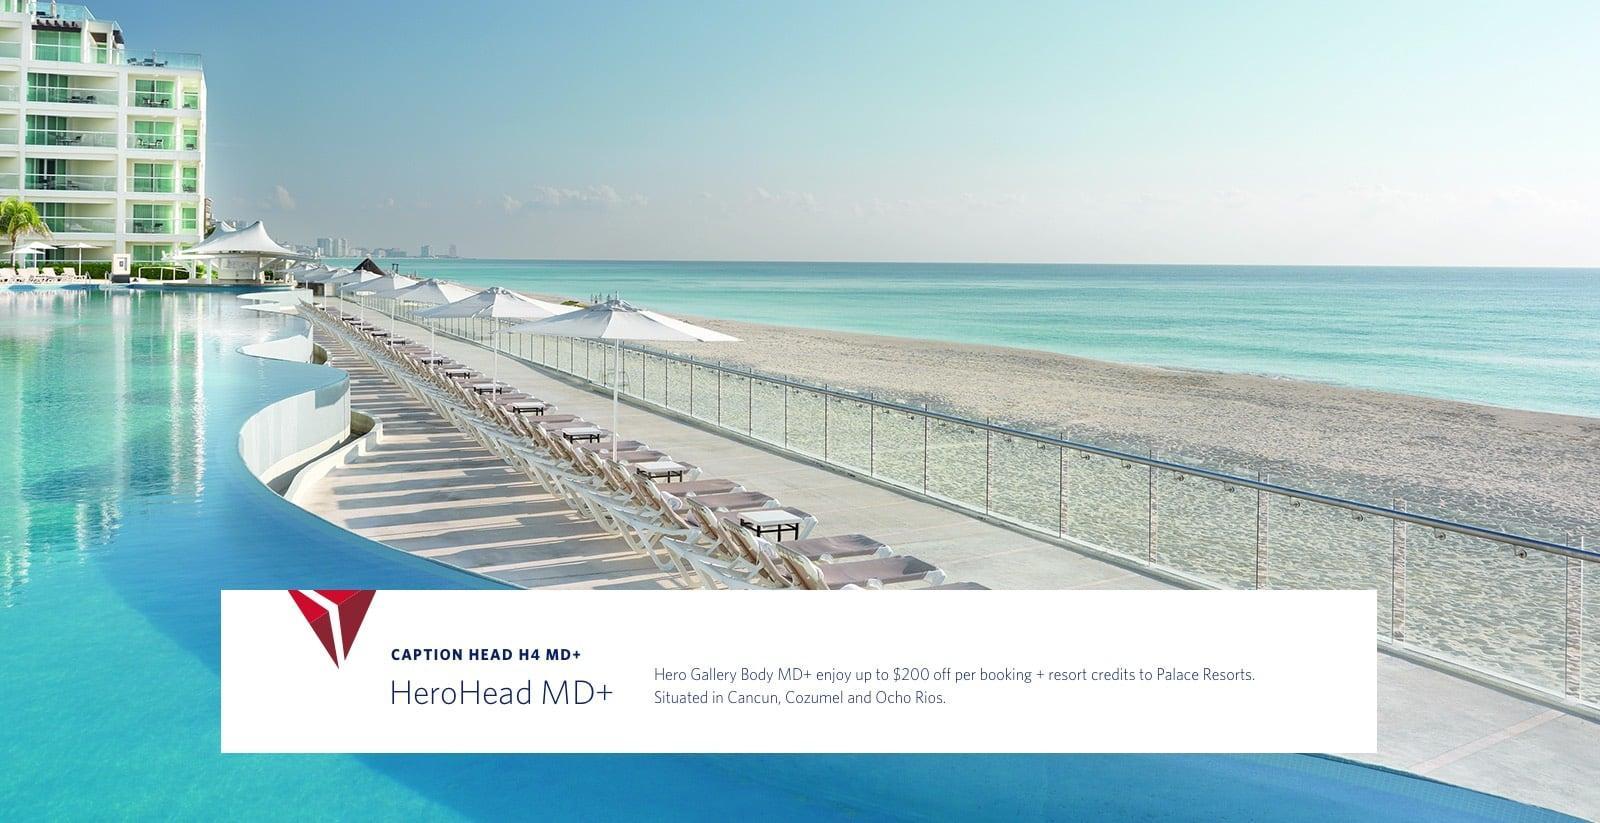 CAPTION HEAD H4 MD+
HeroHead MD+
Hero Gallery Body MD+ enjoy up to $200 off per booking + resort credits to Palace Resorts.
Situated in Cancun, Cozumel and Ocho Rios.